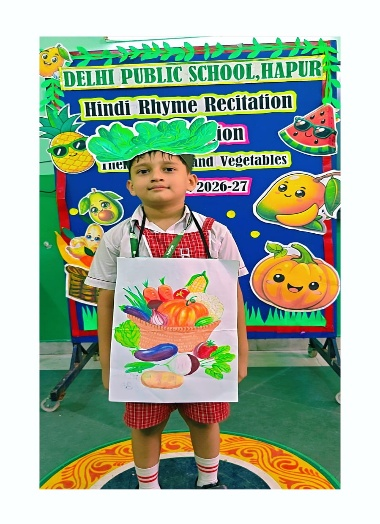 DELHI PUBLIC SCHOOL,HAPUR
Hindi Rhyme Recitation
and Vegetables
2026-27